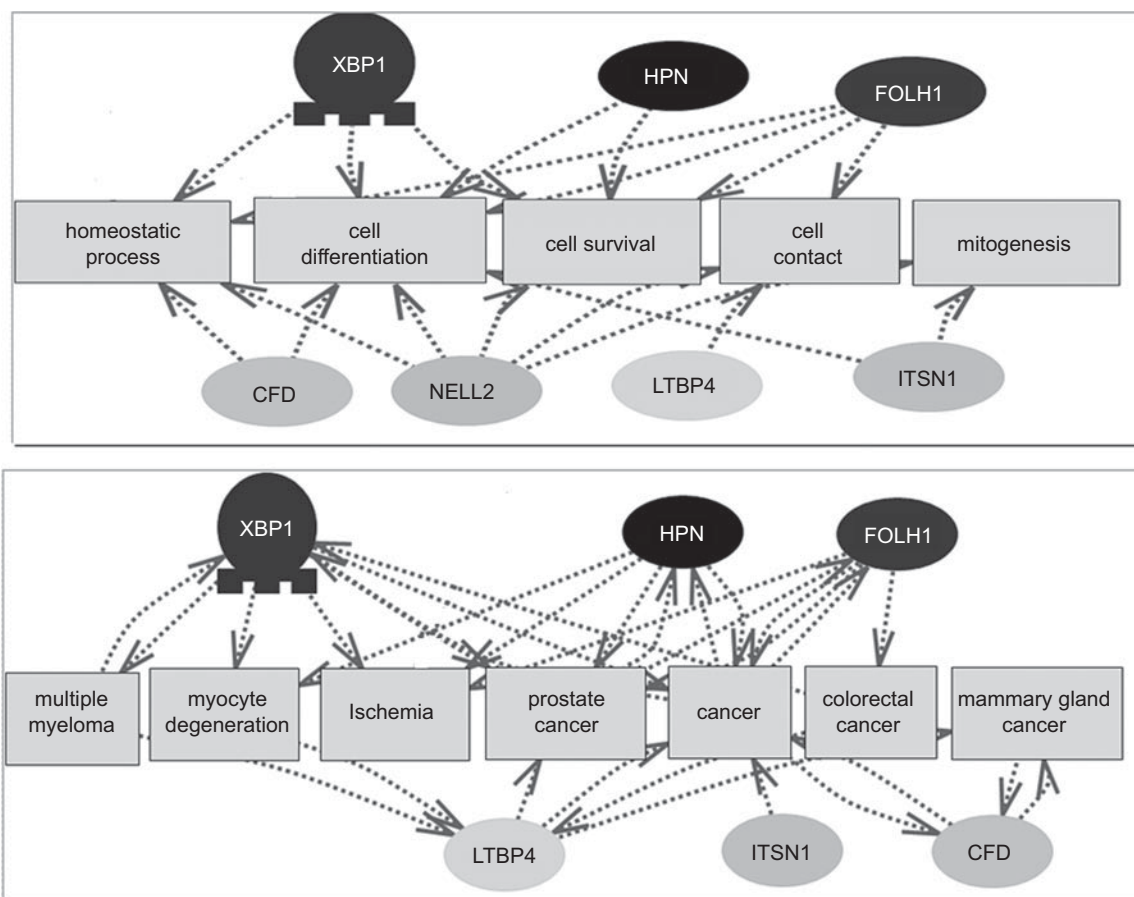 XBP1
HPN
FOLH1
homeostatic
process
cell
differentiation
cell survival
cell
contact
mitogenesis
CFD
NELL2
LTBP4
ITSN1
XBP1
HPN
FOLH1
multiple
myeloma
myocyte
degeneration
Ischemia
prostate
cancer
cancer
colorectal
cancer
mammary gland
cancer
LTBP4
ITSN1
CFD